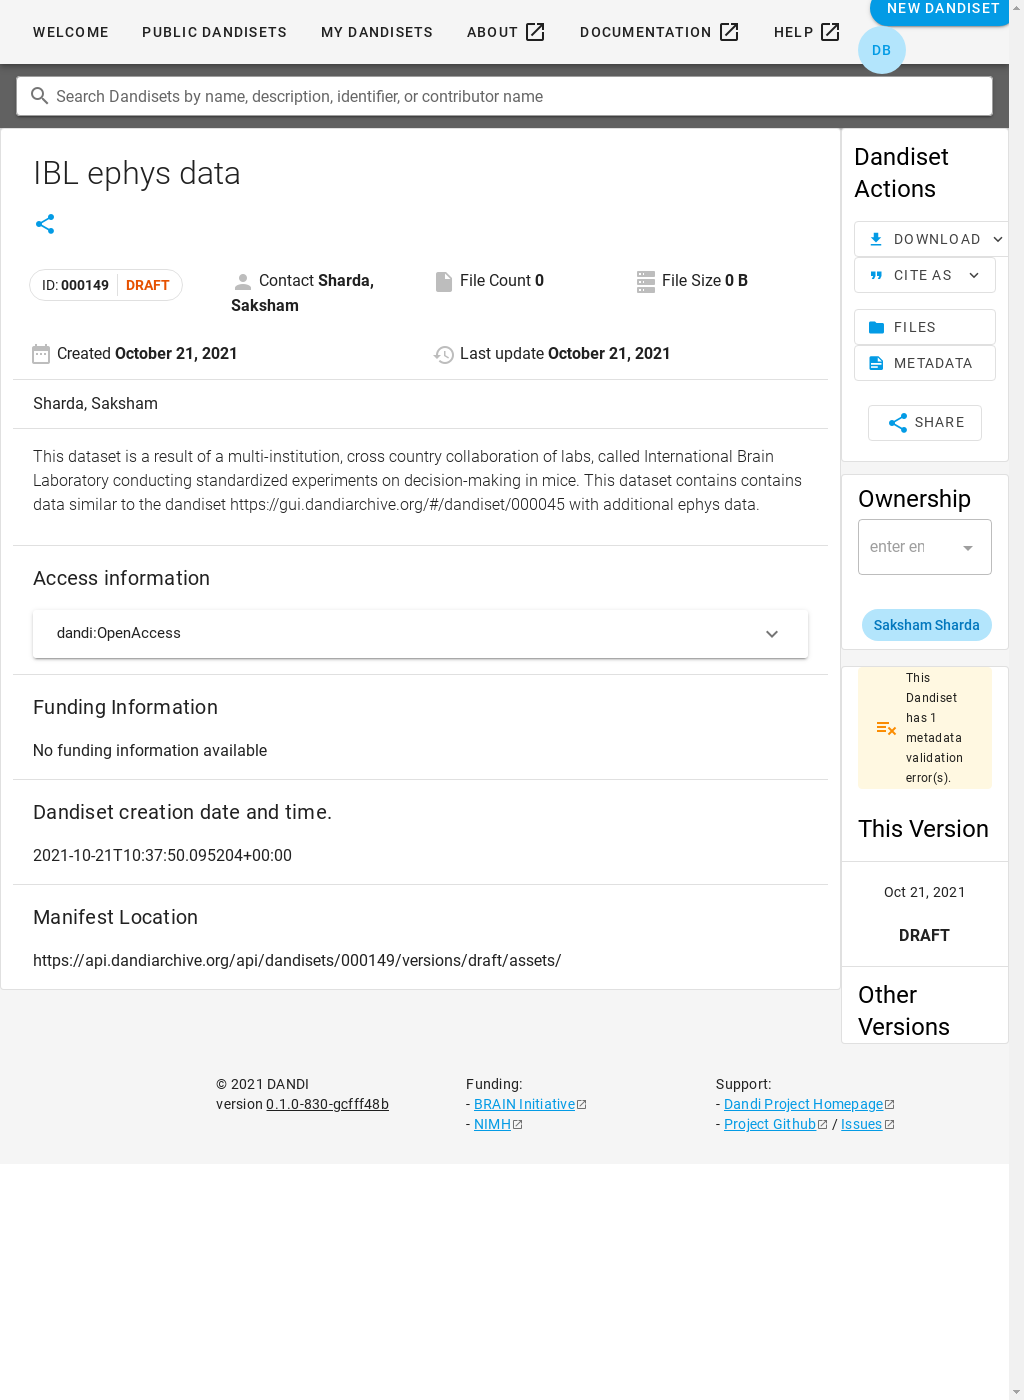 WELCOME PUBLIC DANDISETS MY DANDISETS ABOUT DOCUMENTATION HELP NEW DANDISET
DB
Search Dandisets by name, description, identifier, or contributor name
IBL ephys data
ID: 000149 DRAFT
Contact Sharda,
Saksham
File Count 0
File Size 0 B
Created October 21, 2021
Last update October 21, 2021
Sharda, Saksham
This dataset is a result of a multi-institution, cross country collaboration of labs, called International Brain
Laboratory conducting standardized experiments on decision-making in mice. This dataset contains contains
data similar to the dandiset https://gui.dandiarchive.org/#/dandiset/000045 with additional ephys data.
Access information
dandi:OpenAccess
Funding Information
No funding information available
Dandiset creation date and time.
2021-10-21T10:37:50.095204+00:00
Manifest Location
https://api.dandiarchive.org/api/dandisets/000149/versions/draft/assets/
Dandiset
Actions
DOWNLOAD
CITE AS
FILES
METADATA
SHARE
Ownership
enter en
Saksham Sharda
This
Dandiset
has 1
metadata
validation
error(s).
This Version
Oct 21, 2021
DRAFT
Other
Versions
© 2021 DANDI
version 0.1.0-830-gcfff48b
Funding:
- BRAIN Initiative
- NIMH
Support:
- Dandi Project Homepage
- Project Github / Issues